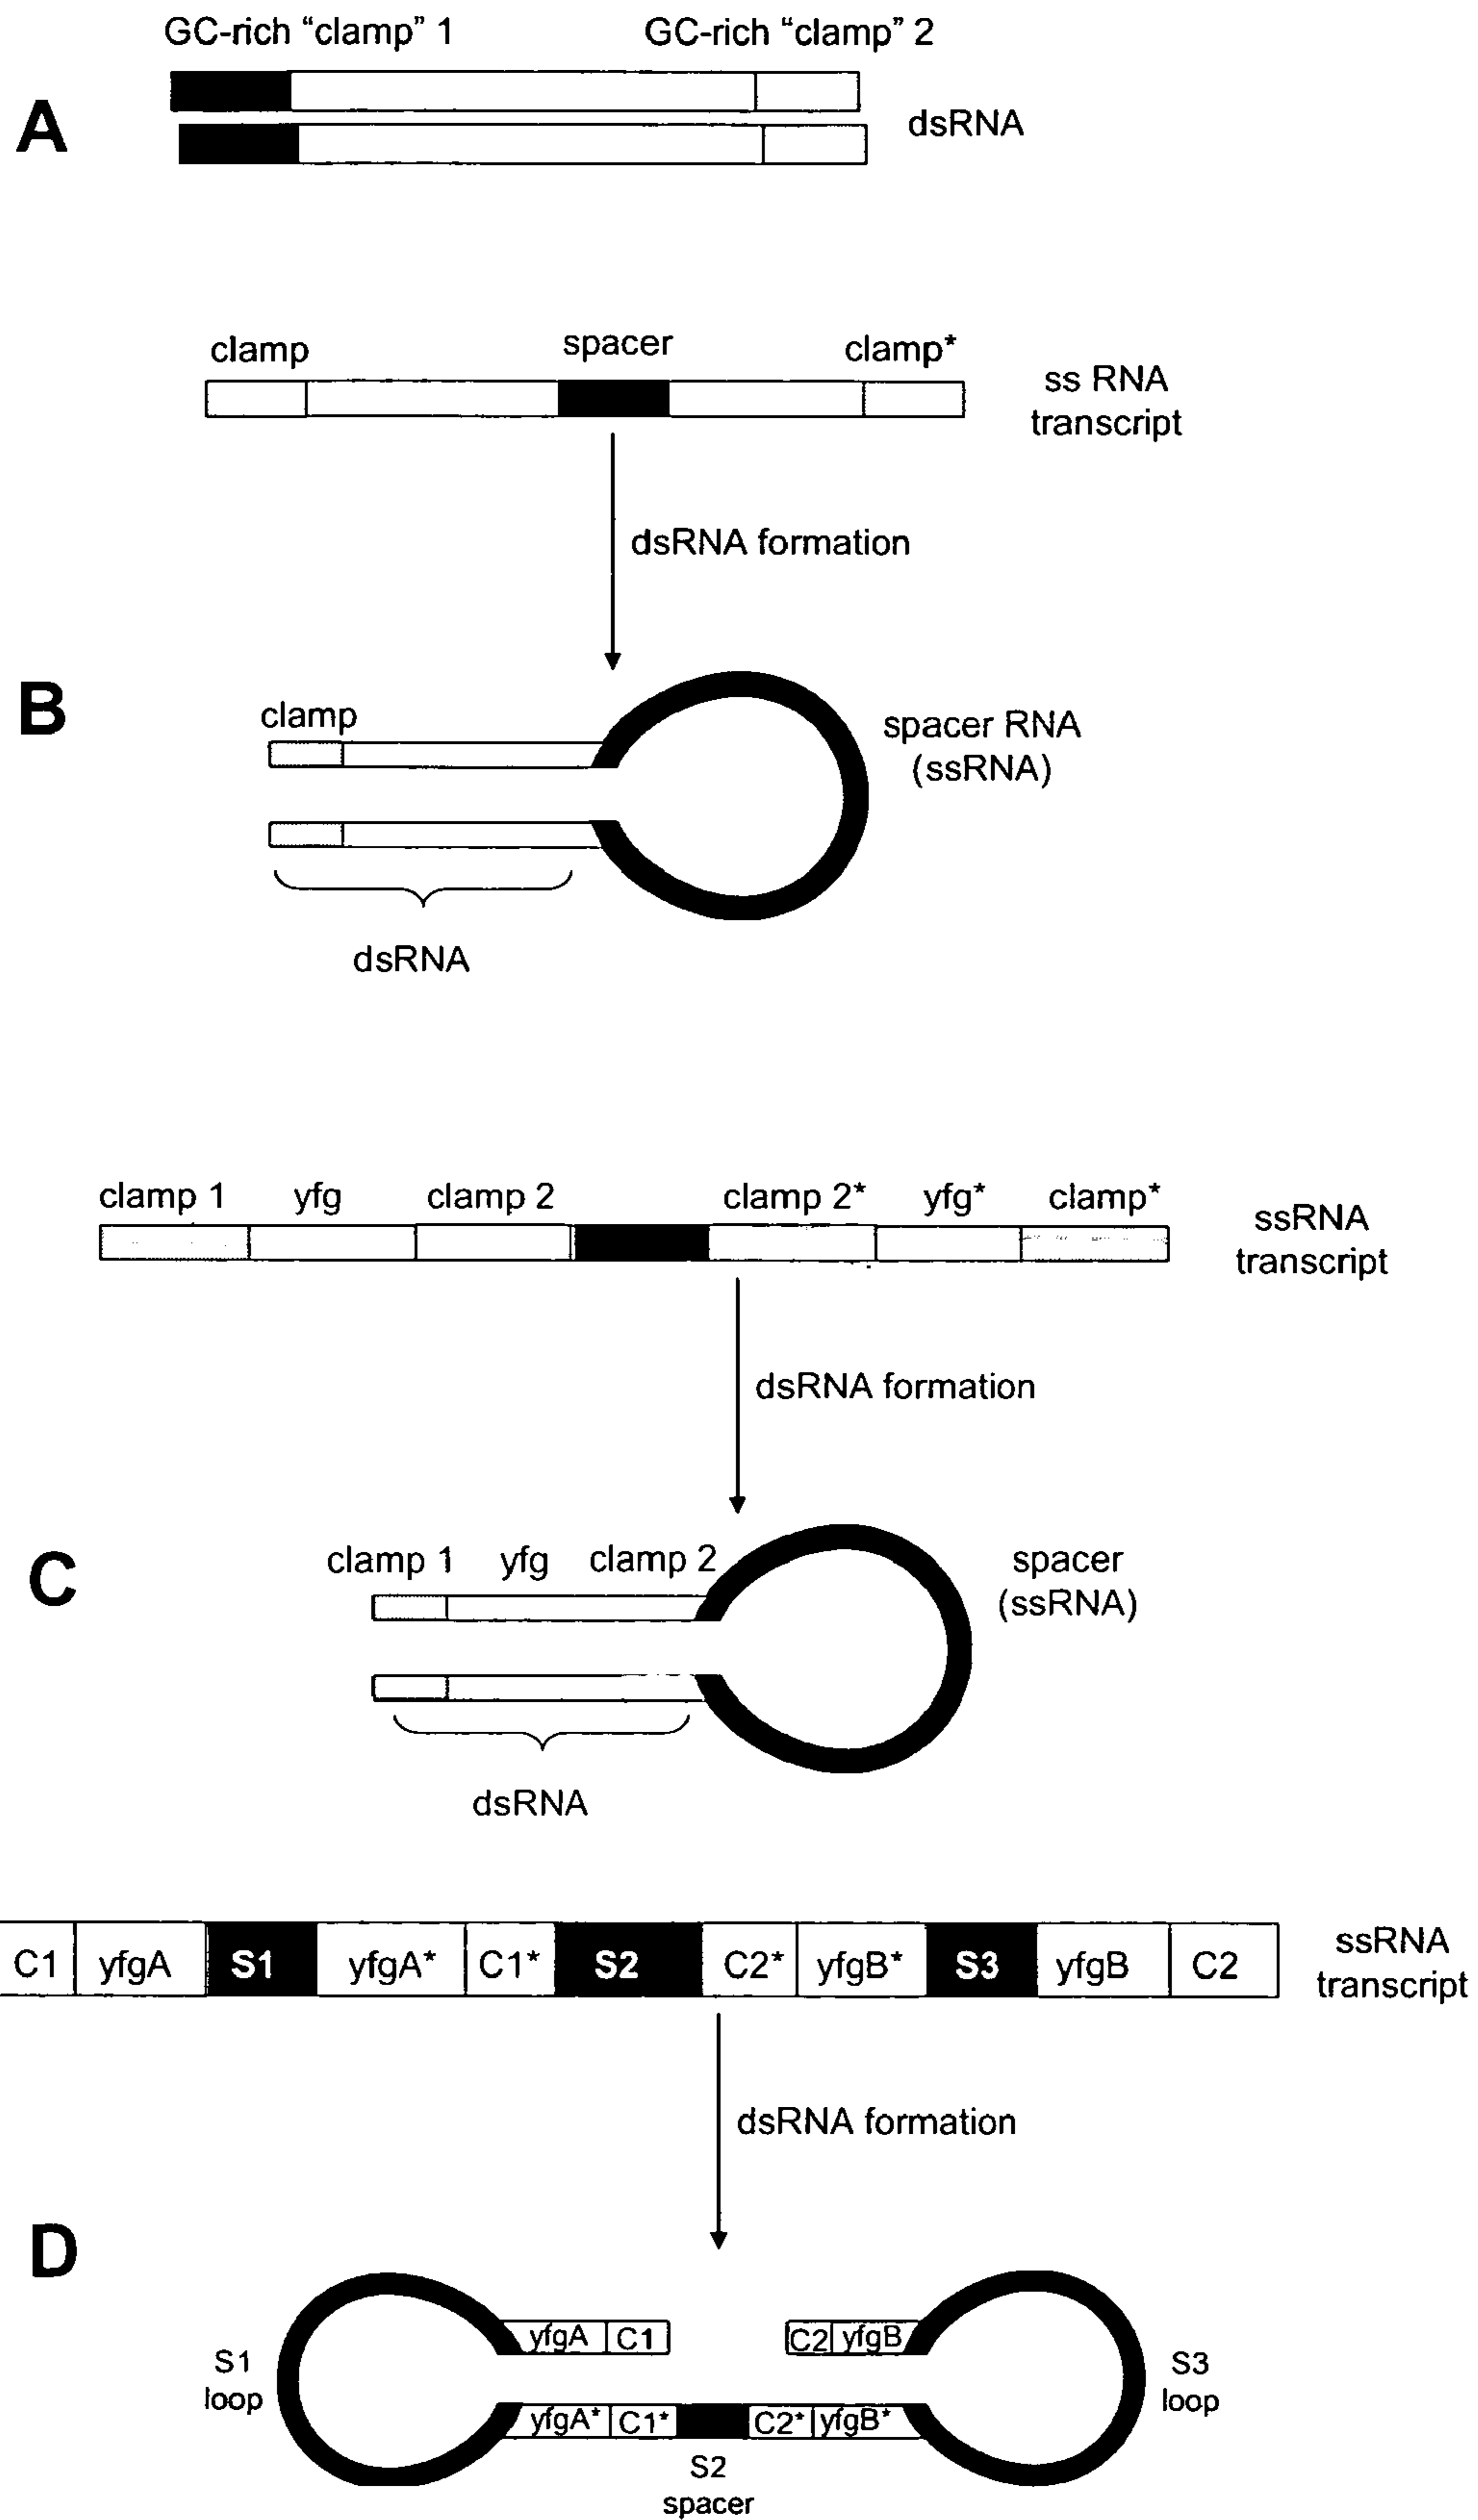 GC-rich “clamp” 1 GC-rich “clamp” 2
A
dsRNA
clamp spacer clamp*
ss RNA
transcript
dsRNA formation
B
clamp
spacer RNA
(ssRNA)
dsRNA
clamp 1 yfg clamp 2 clamp 2* yfg* clamp*
ssRNA
transcript
dsRNA formation
C
clamp 1 yfg clamp 2
spacer
(ssRNA)
dsRNA
C1 yfgA S1 yfgA* C1* S2 C2* yfgB* S3 yfgB C2
ssRNA
transcript
dsRNA formation
D
yfgA C1 C2 yfgB
S1
loop
S3
loop
yfgA* C1* C2* yfgB*
S2
spacer